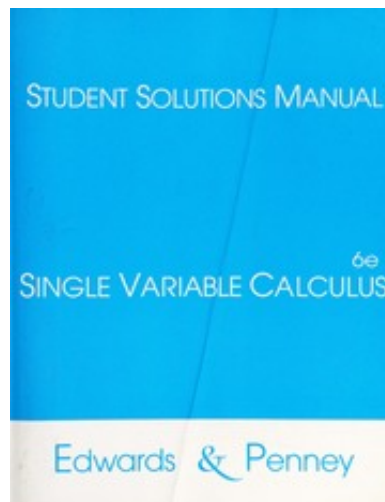 STUDENT SOLUTIONS MANUAL
6e
SINGLE VARIABLE CALCULUS
Edwards & Penney